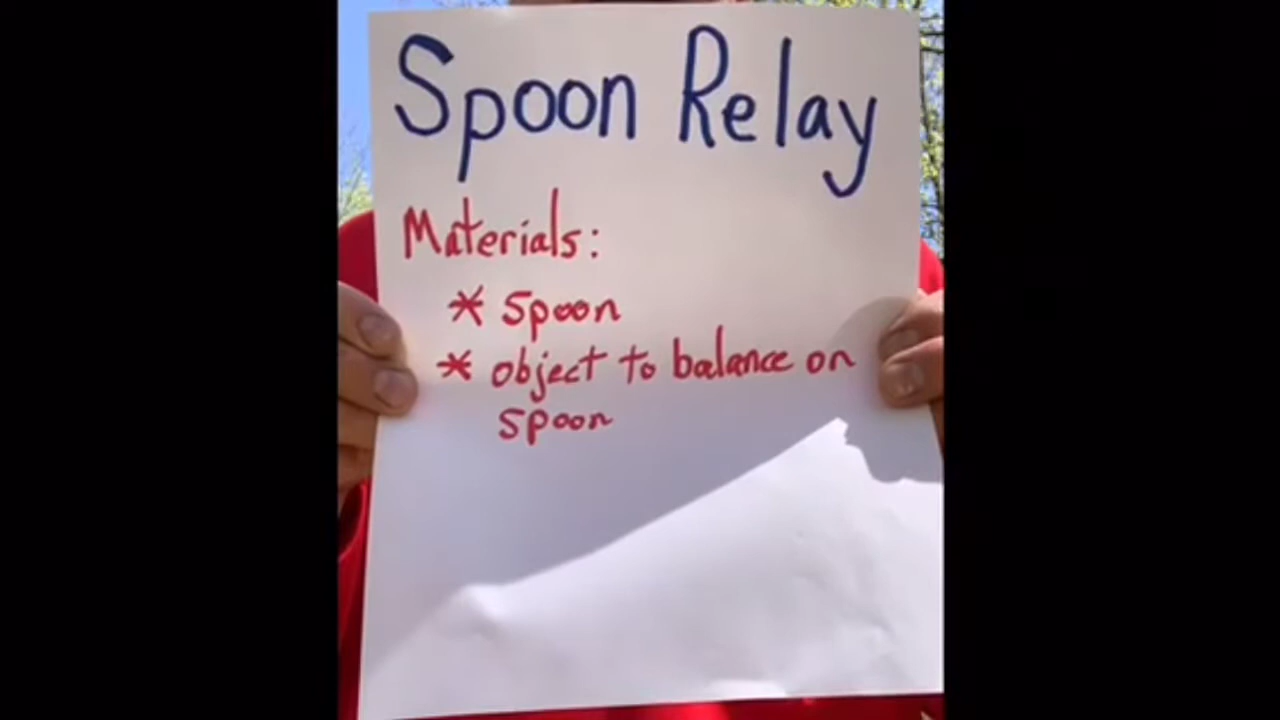 Spoon Relay
Materials:
* Spoon
* object to balance on
spoon